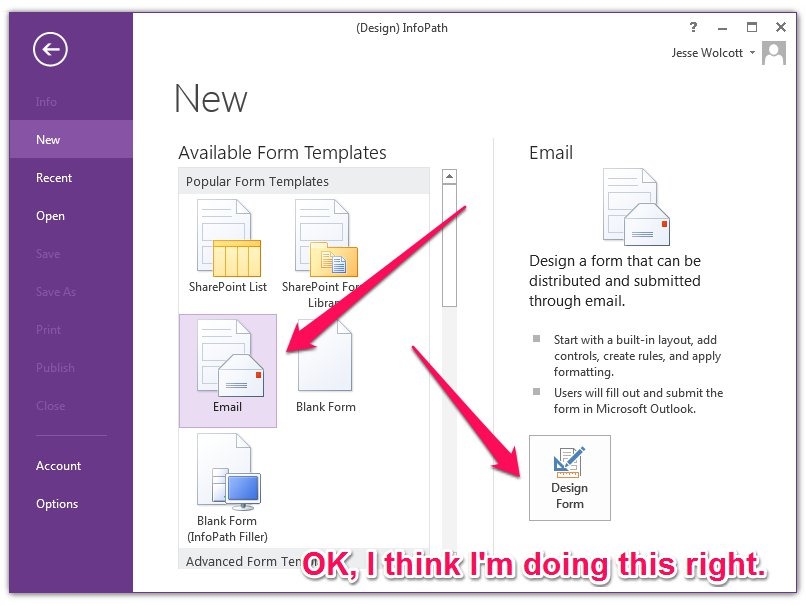 (Design) InfoPath
?
Jesse Wolcott
Info
New
Recent
Open
Save
Save As
Print
Publish
Close
Account
Options
New
Available Form Templates
Popular Form Templates
SharePoint List
SharePoint
Email
Blank Form
Blank Form
(InfoPath Filler)
Advanced Form
Email
Design a form that can be
distributed and submitted
through email.
Start with a built-in layout, add
controls, create rules, and apply
formatting.
Users will fill out and submit the
form in Microsoft Outlook.
Design
Form
OK, I think I'm doing this right.